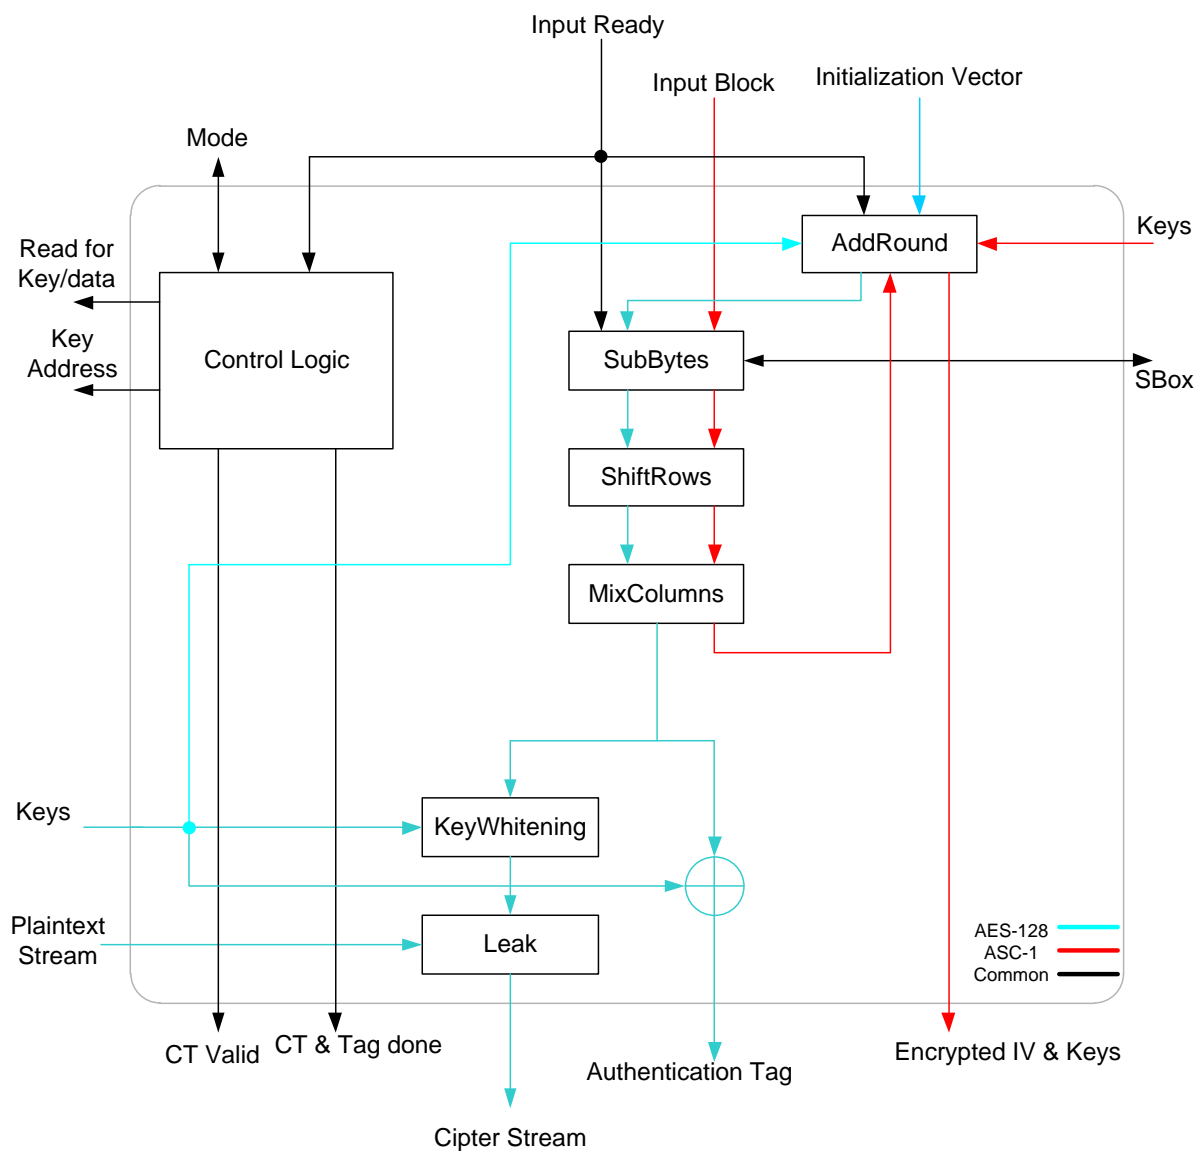 Input Ready
Input Block
Initialization Vector
Mode
Read for
Key/data
Key
Address
Control Logic
AddRound
Keys
SubBytes
SBox
ShiftRows
MixColumns
Keys
KeyWhitening
Plaintext
Stream
Leak
AES-128
ASC-1
Common
CT Valid
CT & Tag done
Authentication Tag
Encrypted IV & Keys
Cipter Stream